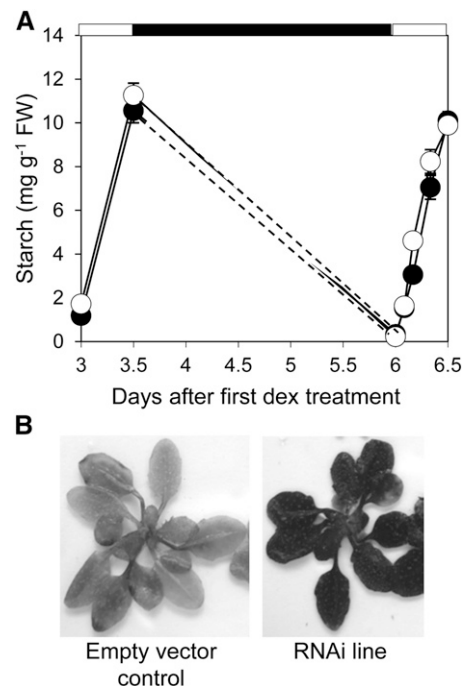 A
14
12
10
8
6
4
2
0
Starch (mg g-1 FW)
3 3.5 4 4.5 5 5.5 6 6.5
Days after first dex treatment
B
Empty vector control
RNAi line